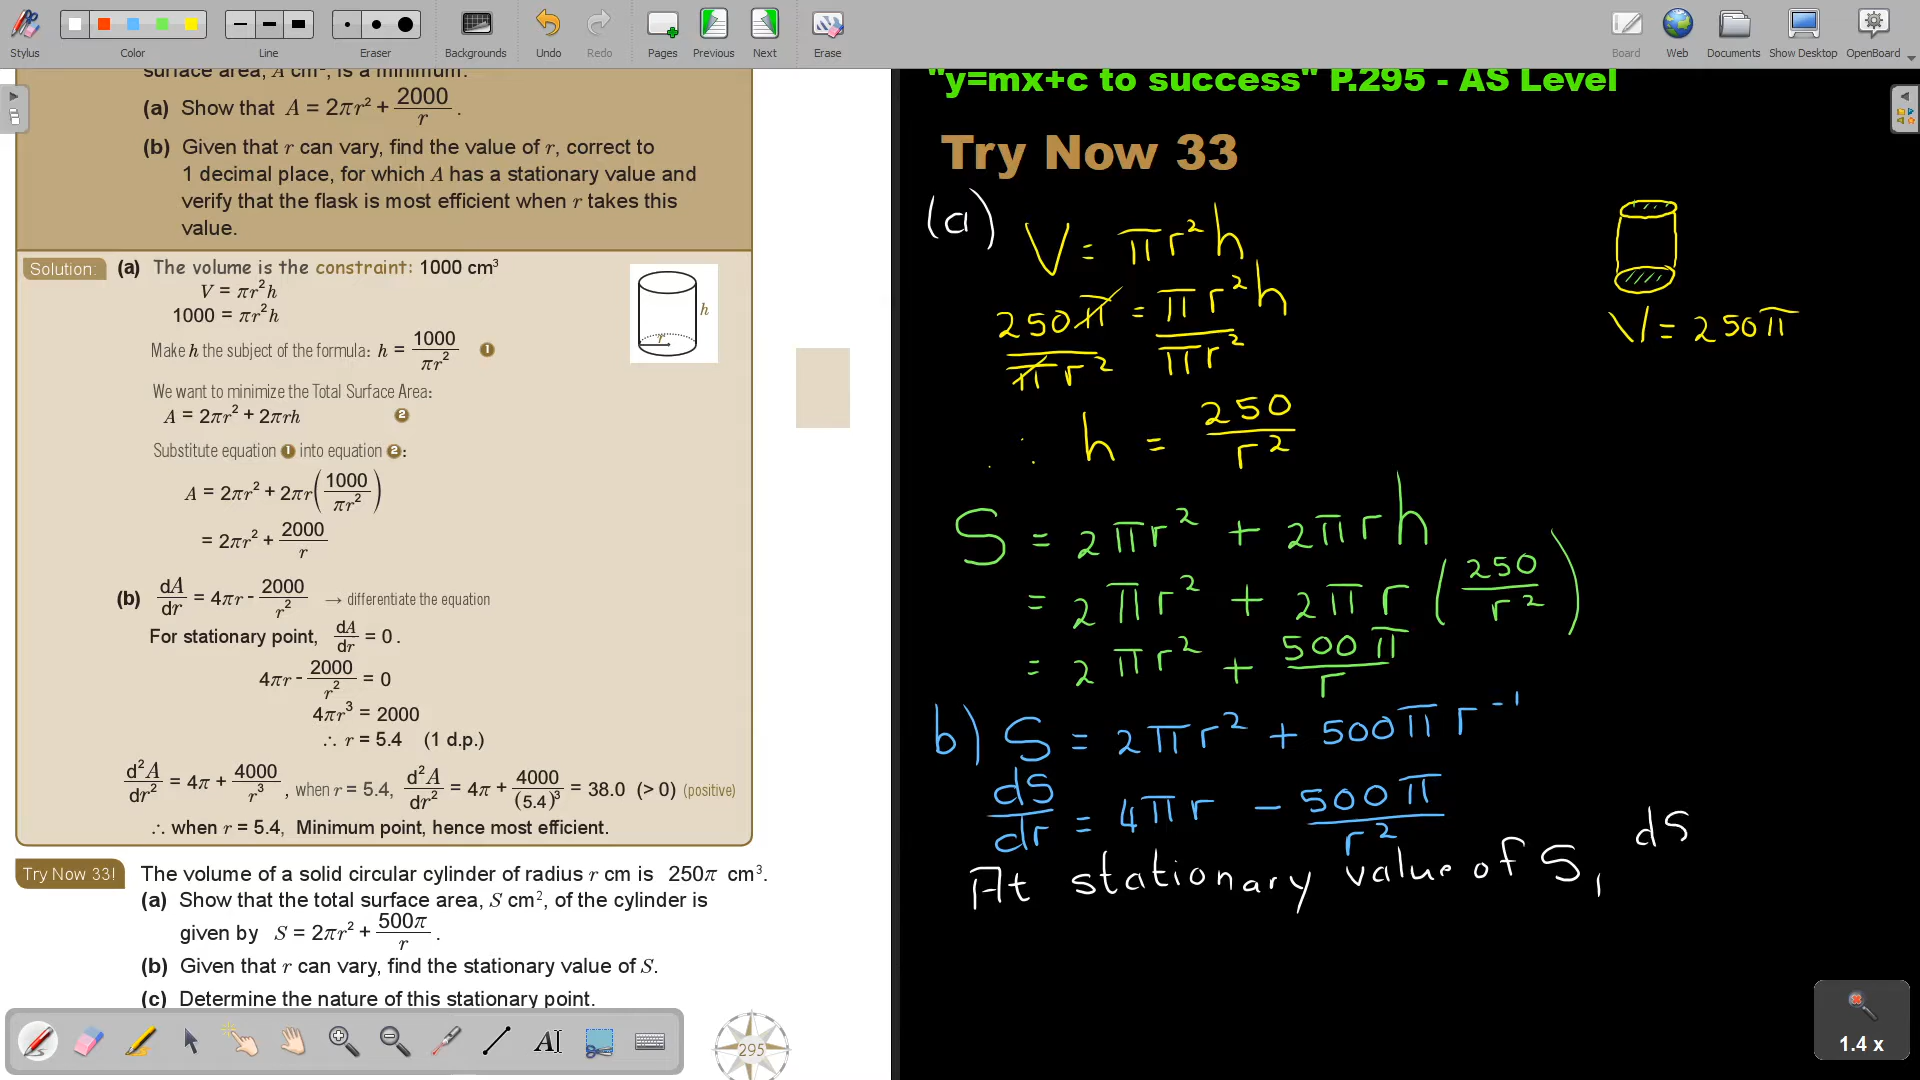 Stylus Color Line Eraser Backgrounds Undo Redo Pages Previous Next Erase Board Web Documents Show Desktop OpenBoard
surface area, A cm², is a minimum.
(a) Show that A = 2πr² + 2000/r.
(b) Given that r can vary, find the value of r, correct to
1 decimal place, for which A has a stationary value and
verify that the flask is most efficient when r takes this
value.
Solution: (a) The volume is the constraint: 1000 cm³
V = πr²h
1000 = πr²h
Make h the subject of the formula: h = 1000/πr² ❶
We want to minimize the Total Surface Area:
A = 2πr² + 2πrh ❷
Substitute equation ❶ into equation ❷:
A = 2πr² + 2πr(1000/πr²)
= 2πr² + 2000/r
h
r
(b) dA/dr = 4πr - 2000/r² → differentiate the equation
For stationary point, dA/dr = 0.
4πr - 2000/r² = 0
4πr³ = 2000
∴ r = 5.4 (1 d.p.)
d²A/dr² = 4π + 4000/r³, when r = 5.4, d²A/dr² = 4π + 4000/(5.4)³ = 38.0 (> 0) (positive)
∴ when r = 5.4, Minimum point, hence most efficient.
Try Now 33! The volume of a solid circular cylinder of radius r cm is 250π cm³.
(a) Show that the total surface area, S cm², of the cylinder is
given by S = 2πr² + 500π/r.
(b) Given that r can vary, find the stationary value of S.
(c) Determine the nature of this stationary point.
295
"y=mx+c to success" P.295 - AS Level
Try Now 33
(a) V = πr²h
250π/πr² = πr²h/πr²
∴ h = 250/r²
V = 250π
S = 2πr² + 2πrh
= 2πr² + 2πr(250/r²)
= 2πr² + 500π/r
b) S = 2πr² + 500πr⁻¹
dS/dr = 4πr - 500π/r²
At stationary value of S, dS
1.4 x